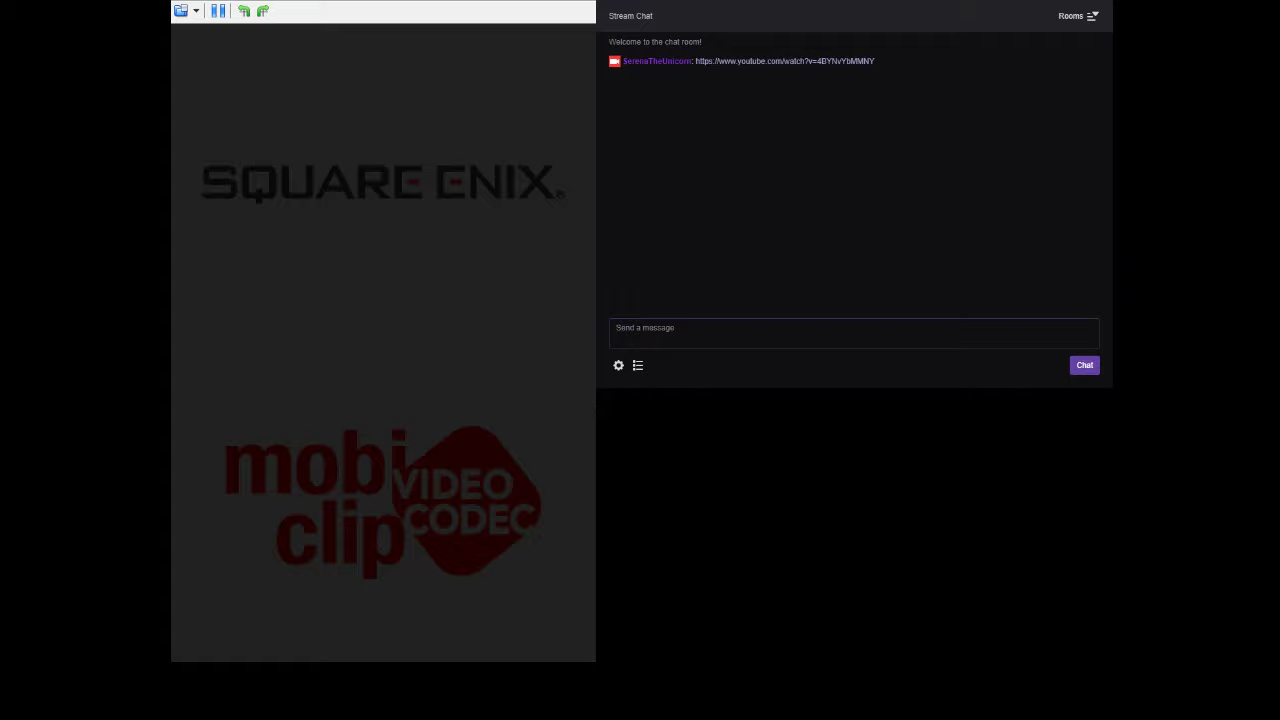 Stream Chat
Rooms
Welcome to the chat room!
SerenaTheUnicorn: https://www.youtube.com/watch?v=4BYNvYbMMNY
SQUARE ENIX®
Send a message
Chat
mobi
clip
VIDEO
CODEC